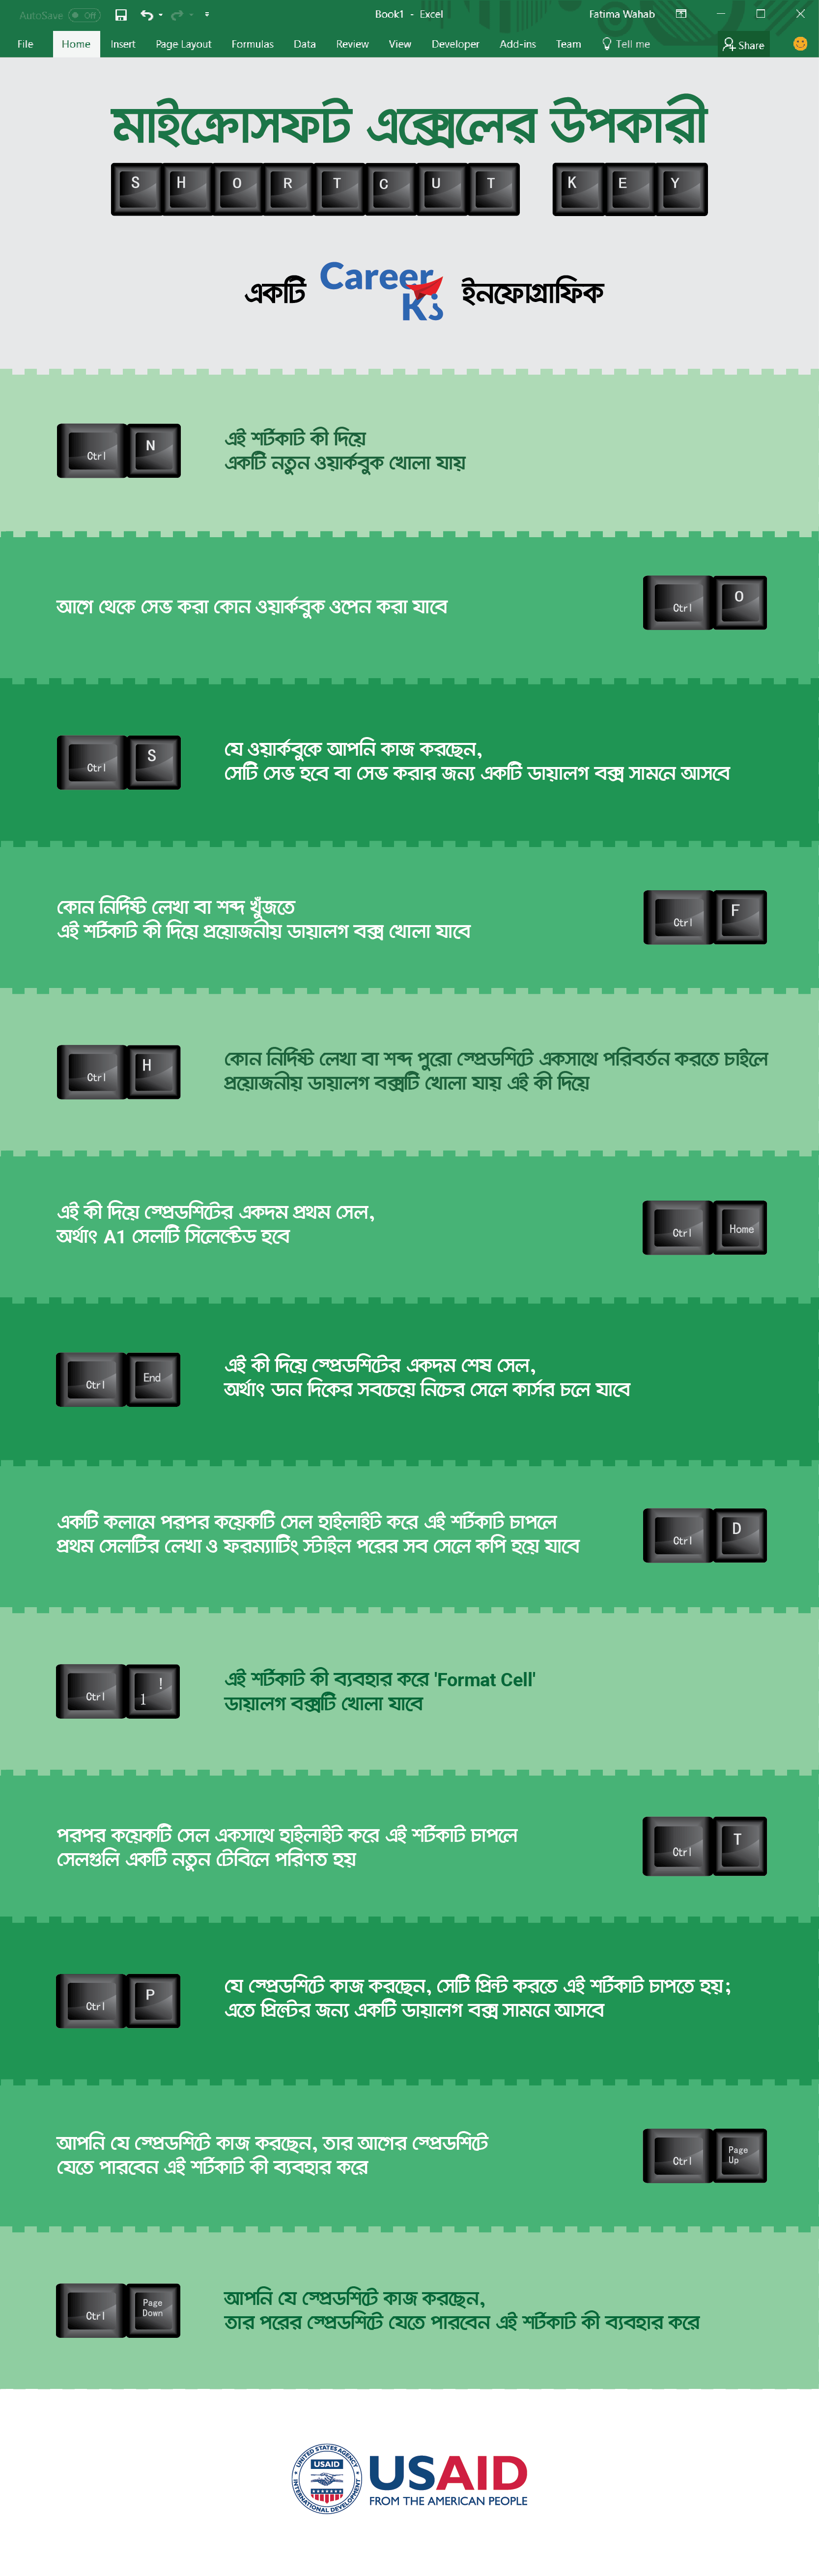 AutoSave Off Book1 - Excel Fatima Wahab
File Home Insert Page Layout Formulas Data Review View Developer Add-ins Team Tell me Share
মাইক্রোসফট এক্সেলের উপকারী
SHORTCUT KEY
একটি CareerKী ইনফোগ্রাফিক
Ctrl N
এই শর্টকাট কী দিয়ে
একটি নতুন ওয়ার্কবুক খোলা যায়
আগে থেকে সেভ করা কোন ওয়ার্কবুক ওপেন করা যাবে
Ctrl O
Ctrl S
যে ওয়ার্কবুকে আপনি কাজ করছেন,
সেটি সেভ হবে বা সেভ করার জন্য একটি ডায়ালগ বক্স সামনে আসবে
কোন নির্দিষ্ট লেখা বা শব্দ খুঁজতে
এই শর্টকাট কী দিয়ে প্রয়োজনীয় ডায়ালগ বক্স খোলা যাবে
Ctrl F
Ctrl H
কোন নির্দিষ্ট লেখা বা শব্দ পুরো স্প্রেডশিটে একসাথে পরিবর্তন করতে চাইলে
প্রয়োজনীয় ডায়ালগ বক্সটি খোলা যায় এই কী দিয়ে
এই কী দিয়ে স্প্রেডশিটের একদম প্রথম সেল,
অর্থাৎ A1 সেলটি সিলেক্টেড হবে
Ctrl Home
Ctrl End
এই কী দিয়ে স্প্রেডশিটের একদম শেষ সেল,
অর্থাৎ ডান দিকের সবচেয়ে নিচের সেলে কার্সর চলে যাবে
একটি কলামে পরপর কয়েকটি সেল হাইলাইট করে এই শর্টকাট চাপলে
প্রথম সেলটির লেখা ও ফরম্যাটিং স্টাইল পরের সব সেলে কপি হয়ে যাবে
Ctrl D
Ctrl ! 1
এই শর্টকাট কী ব্যবহার করে 'Format Cell'
ডায়ালগ বক্সটি খোলা যাবে
পরপর কয়েকটি সেল একসাথে হাইলাইট করে এই শর্টকাট চাপলে
সেলগুলি একটি নতুন টেবিলে পরিণত হয়
Ctrl T
Ctrl P
যে স্প্রেডশিটে কাজ করছেন, সেটি প্রিন্ট করতে এই শর্টকাট চাপতে হয়;
এতে প্রিন্টের জন্য একটি ডায়ালগ বক্স সামনে আসবে
আপনি যে স্প্রেডশিটে কাজ করছেন, তার আগের স্প্রেডশিটে
যেতে পারবেন এই শর্টকাট কী ব্যবহার করে
Ctrl Page Up
Ctrl Page Down
আপনি যে স্প্রেডশিটে কাজ করছেন,
তার পরের স্প্রেডশিটে যেতে পারবেন এই শর্টকাট কী ব্যবহার করে
UNITED STATES AGENCY
USAID
INTERNATIONAL DEVELOPMENT
USAID
FROM THE AMERICAN PEOPLE